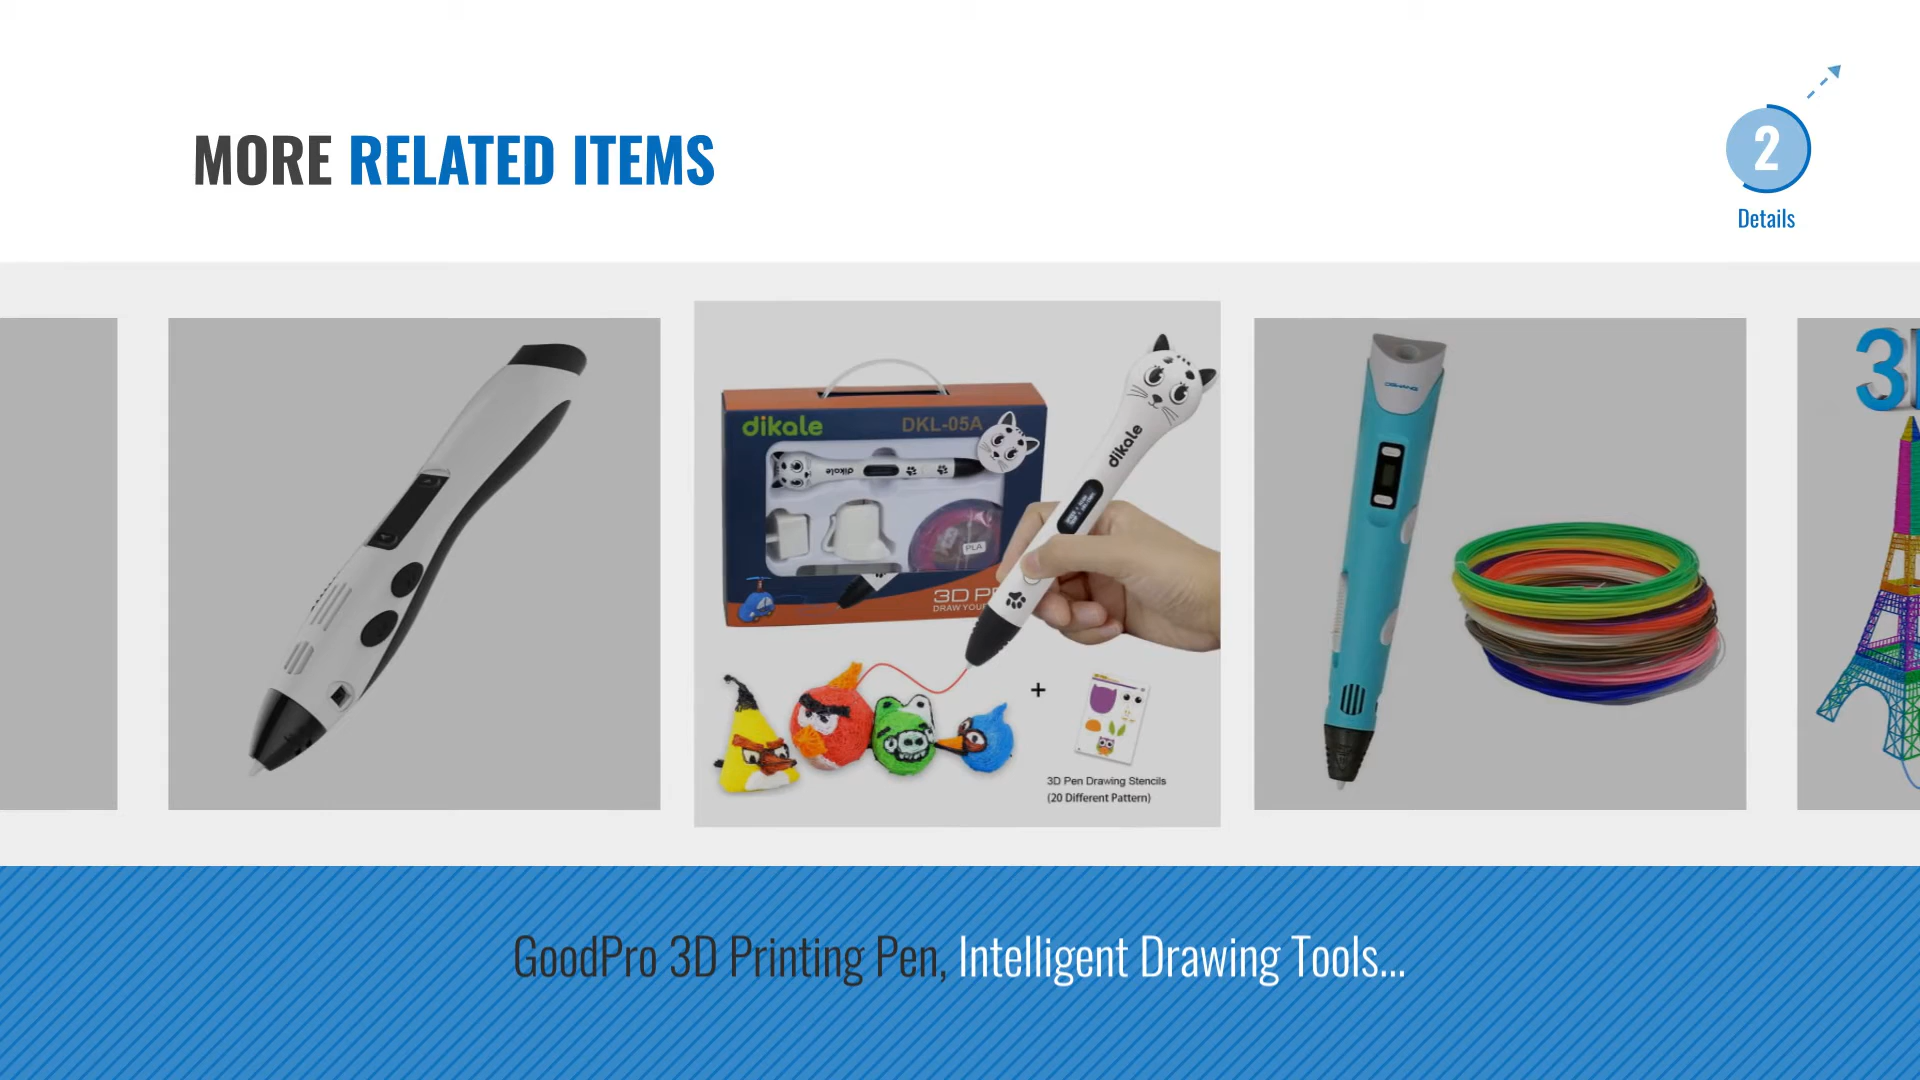 MORE RELATED ITEMS
2
Details
dikale
DKL-05A
dikale
dikale
PLA
3D P
DRAW YOU
+
3D Pen Drawing Stencils
(20 Different Pattern)
3
GoodPro 3D Printing Pen, Intelligent Drawing Tools...